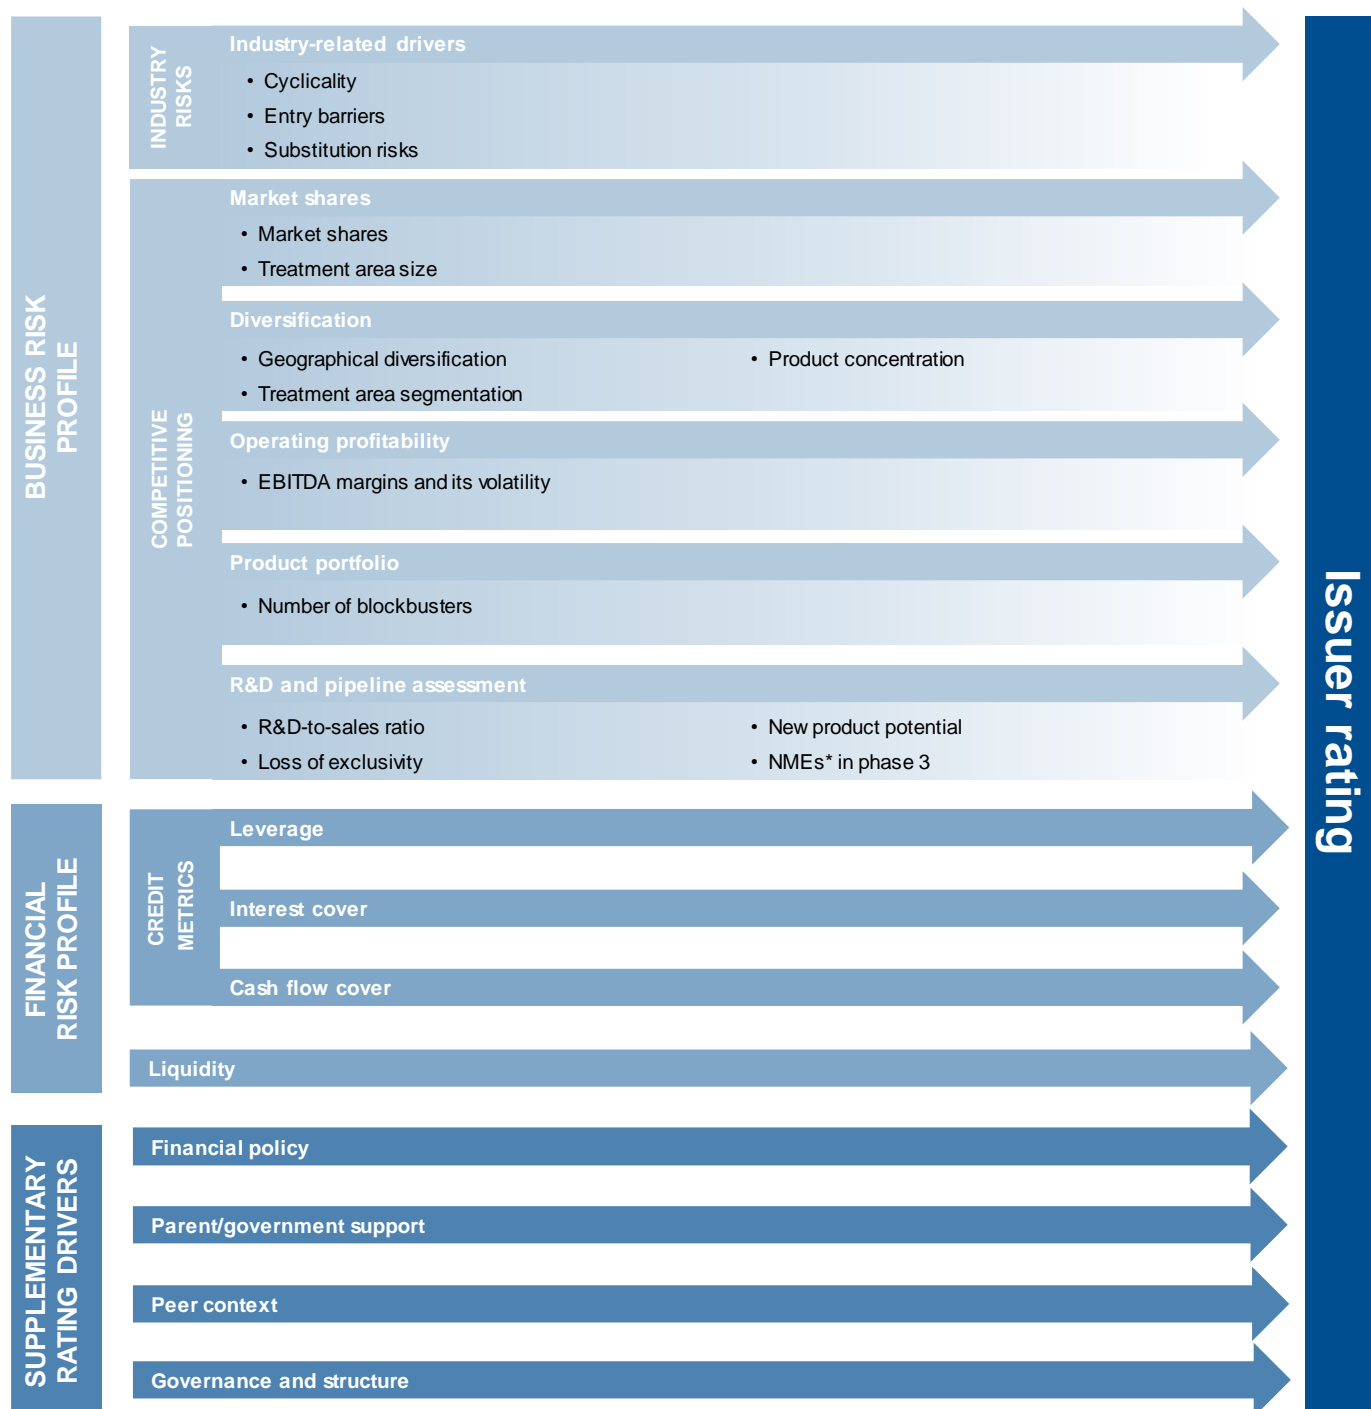 BUSINESS RISK
PROFILE
INDUSTRY
RISKS
Industry-related drivers
• Cyclicality
• Entry barriers
• Substitution risks
COMPETITIVE
POSITIONING
Market shares
• Market shares
• Treatment area size
Diversification
• Geographical diversification
• Product concentration
• Treatment area segmentation
Operating profitability
• EBITDA margins and its volatility
Product portfolio
• Number of blockbusters
R&D and pipeline assessment
• R&D-to-sales ratio
• New product potential
• Loss of exclusivity
• NMEs* in phase 3
FINANCIAL
RISK PROFILE
CREDIT
METRICS
Leverage
Interest cover
Cash flow cover
Liquidity
SUPPLEMENTARY
RATING DRIVERS
Financial policy
Parent/government support
Peer context
Governance and structure
Issuer rating